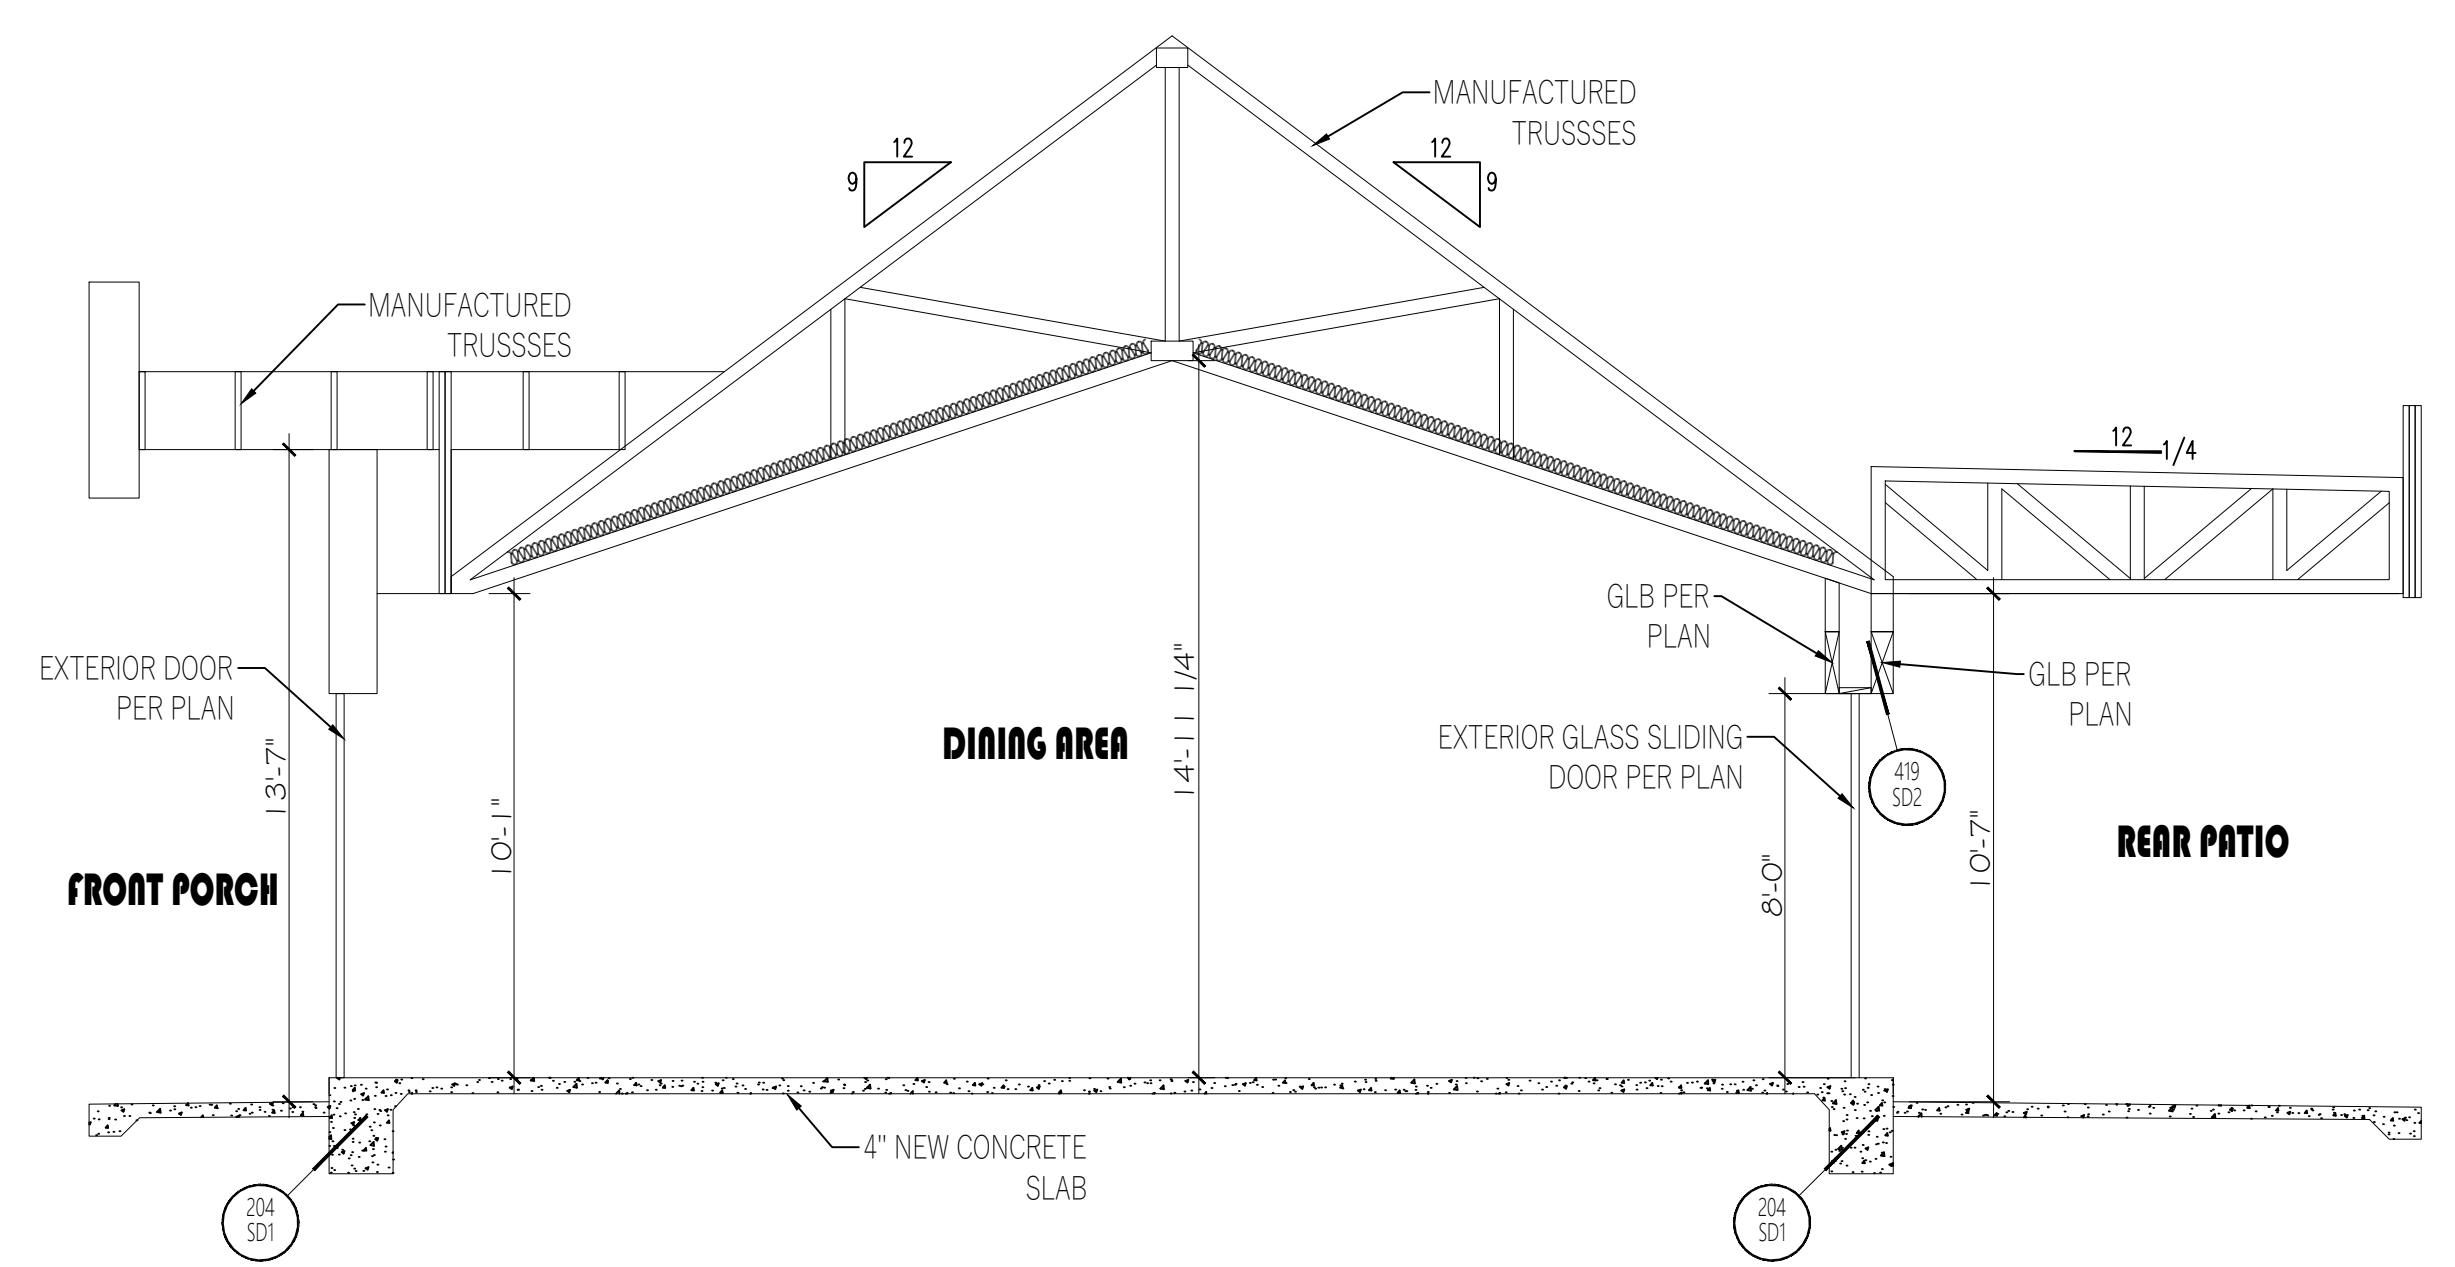 MANUFACTURED
TRUSSSES
12
9
12
9
MANUFACTURED
TRUSSSES
12
1/4
GLB PER
PLAN
EXTERIOR DOOR
PER PLAN
GLB PER
PLAN
14'-11 1/4"
DINING AREA
EXTERIOR GLASS SLIDING
DOOR PER PLAN
13'-7"
10'-1"
419
SD2
8'-0"
10'-7"
REAR PATIO
FRONT PORCH
4" NEW CONCRETE
SLAB
204
SD1
204
SD1